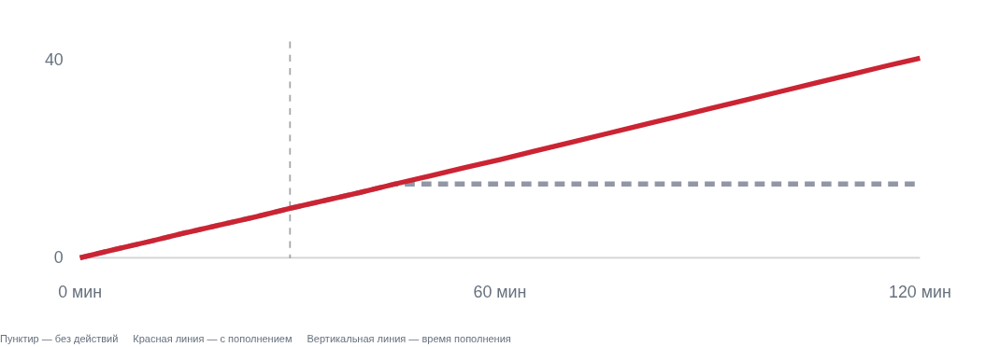 40
0
0 мин 60 мин 120 мин
Пунктир — без действий Красная линия — с пополнением Вертикальная линия — время пополнения